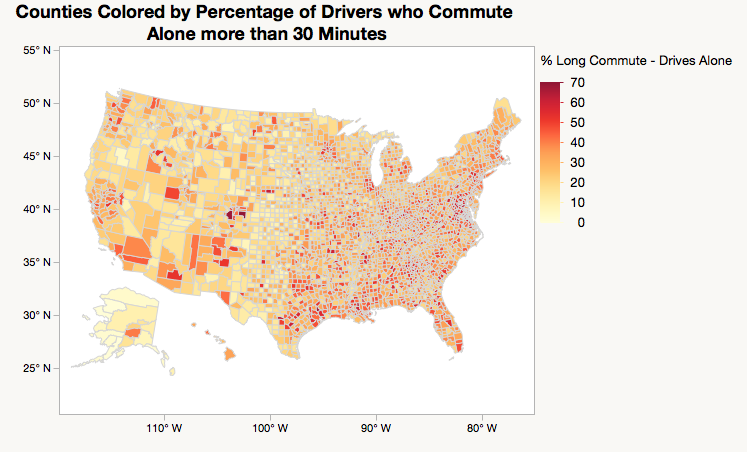 Counties Colored by Percentage of Drivers who Commute
Alone more than 30 Minutes
55° N
50° N
45° N
40° N
35° N
30° N
25° N
110° W
100° W
90° W
80° W
% Long Commute - Drives Alone
70
60
50
40
30
20
10
0